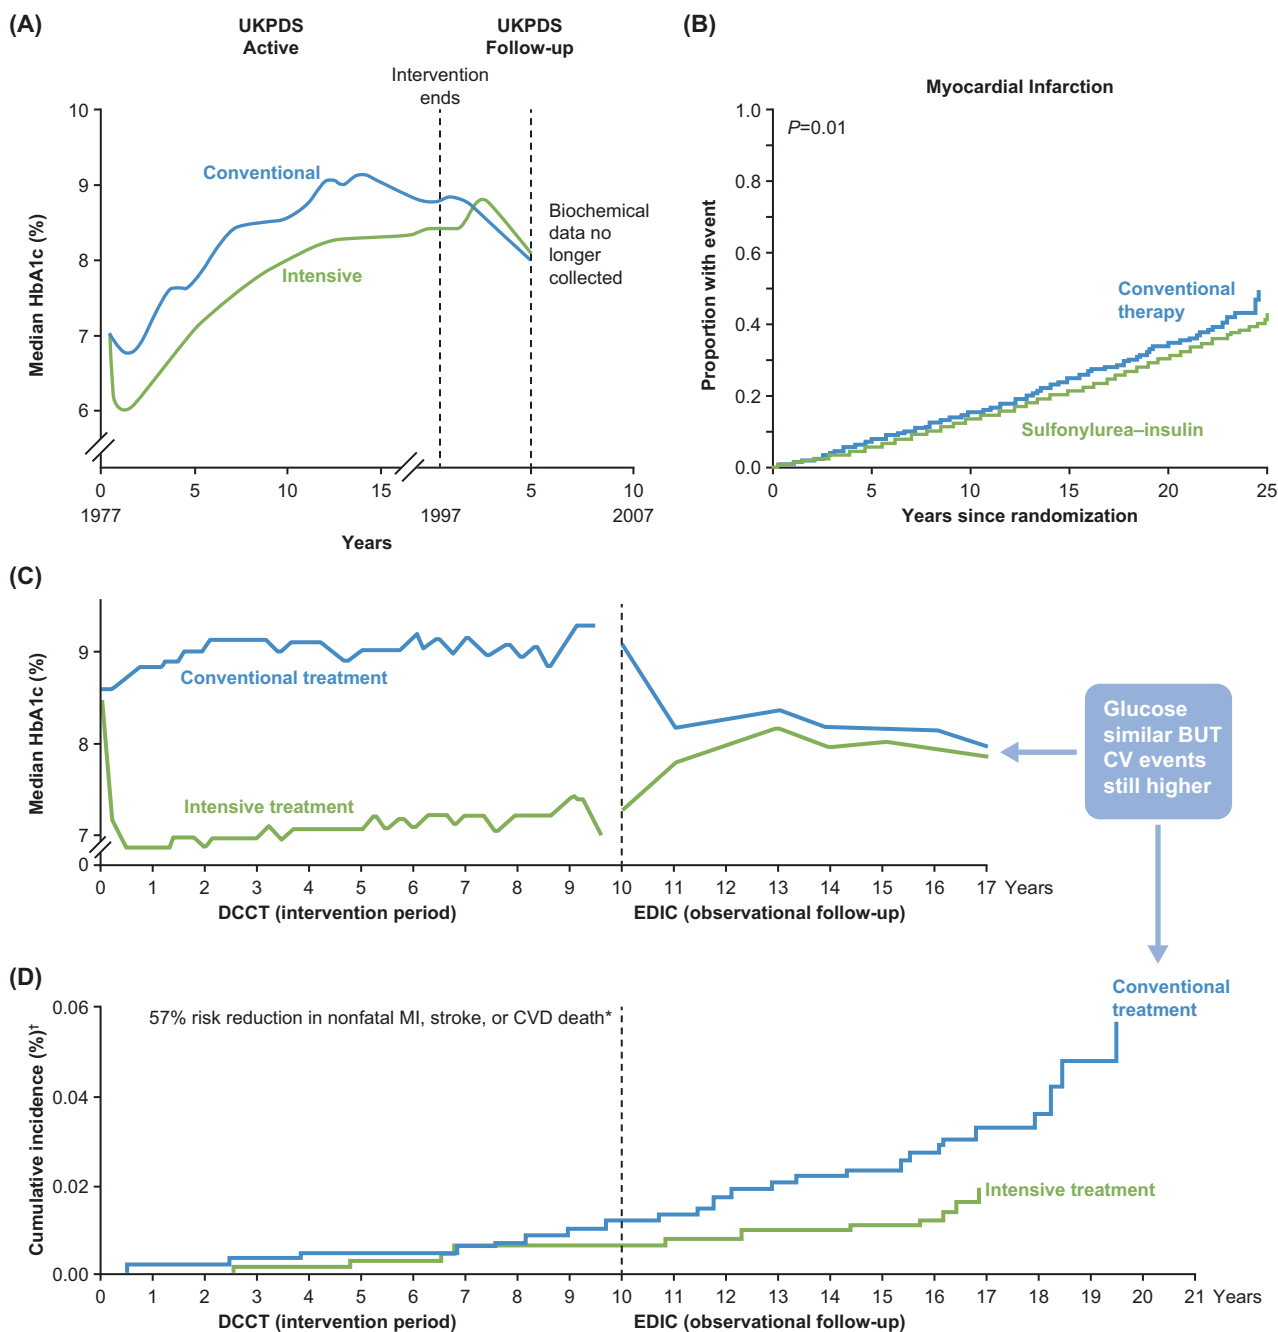 (A)
UKPDS
Active
UKPDS
Follow-up
Intervention
ends
Median HbA1c (%)
10
9
8
7
6
Conventional
Intensive
Biochemical
data no
longer
collected
0 5 10 15 5 10
1977 1997 2007
Years
(B)
Myocardial Infarction
P=0.01
Proportion with event
1.0
0.8
0.6
0.4
0.2
0.0
Conventional
therapy
Sulfonylurea–insulin
0 5 10 15 20 25
Years since randomization
(C)
Median HbA1c (%)
9
8
7
0
Conventional treatment
Intensive treatment
0 1 2 3 4 5 6 7 8 9 10 11 12 13 14 15 16 17 Years
DCCT (intervention period) EDIC (observational follow-up)
Glucose
similar BUT
CV events
still higher
(D)
Cumulative incidence (%)†
0.06
0.04
0.02
0.00
57% risk reduction in nonfatal MI, stroke, or CVD death*
Conventional
treatment
Intensive treatment
0 1 2 3 4 5 6 7 8 9 10 11 12 13 14 15 16 17 18 19 20 21 Years
DCCT (intervention period) EDIC (observational follow-up)